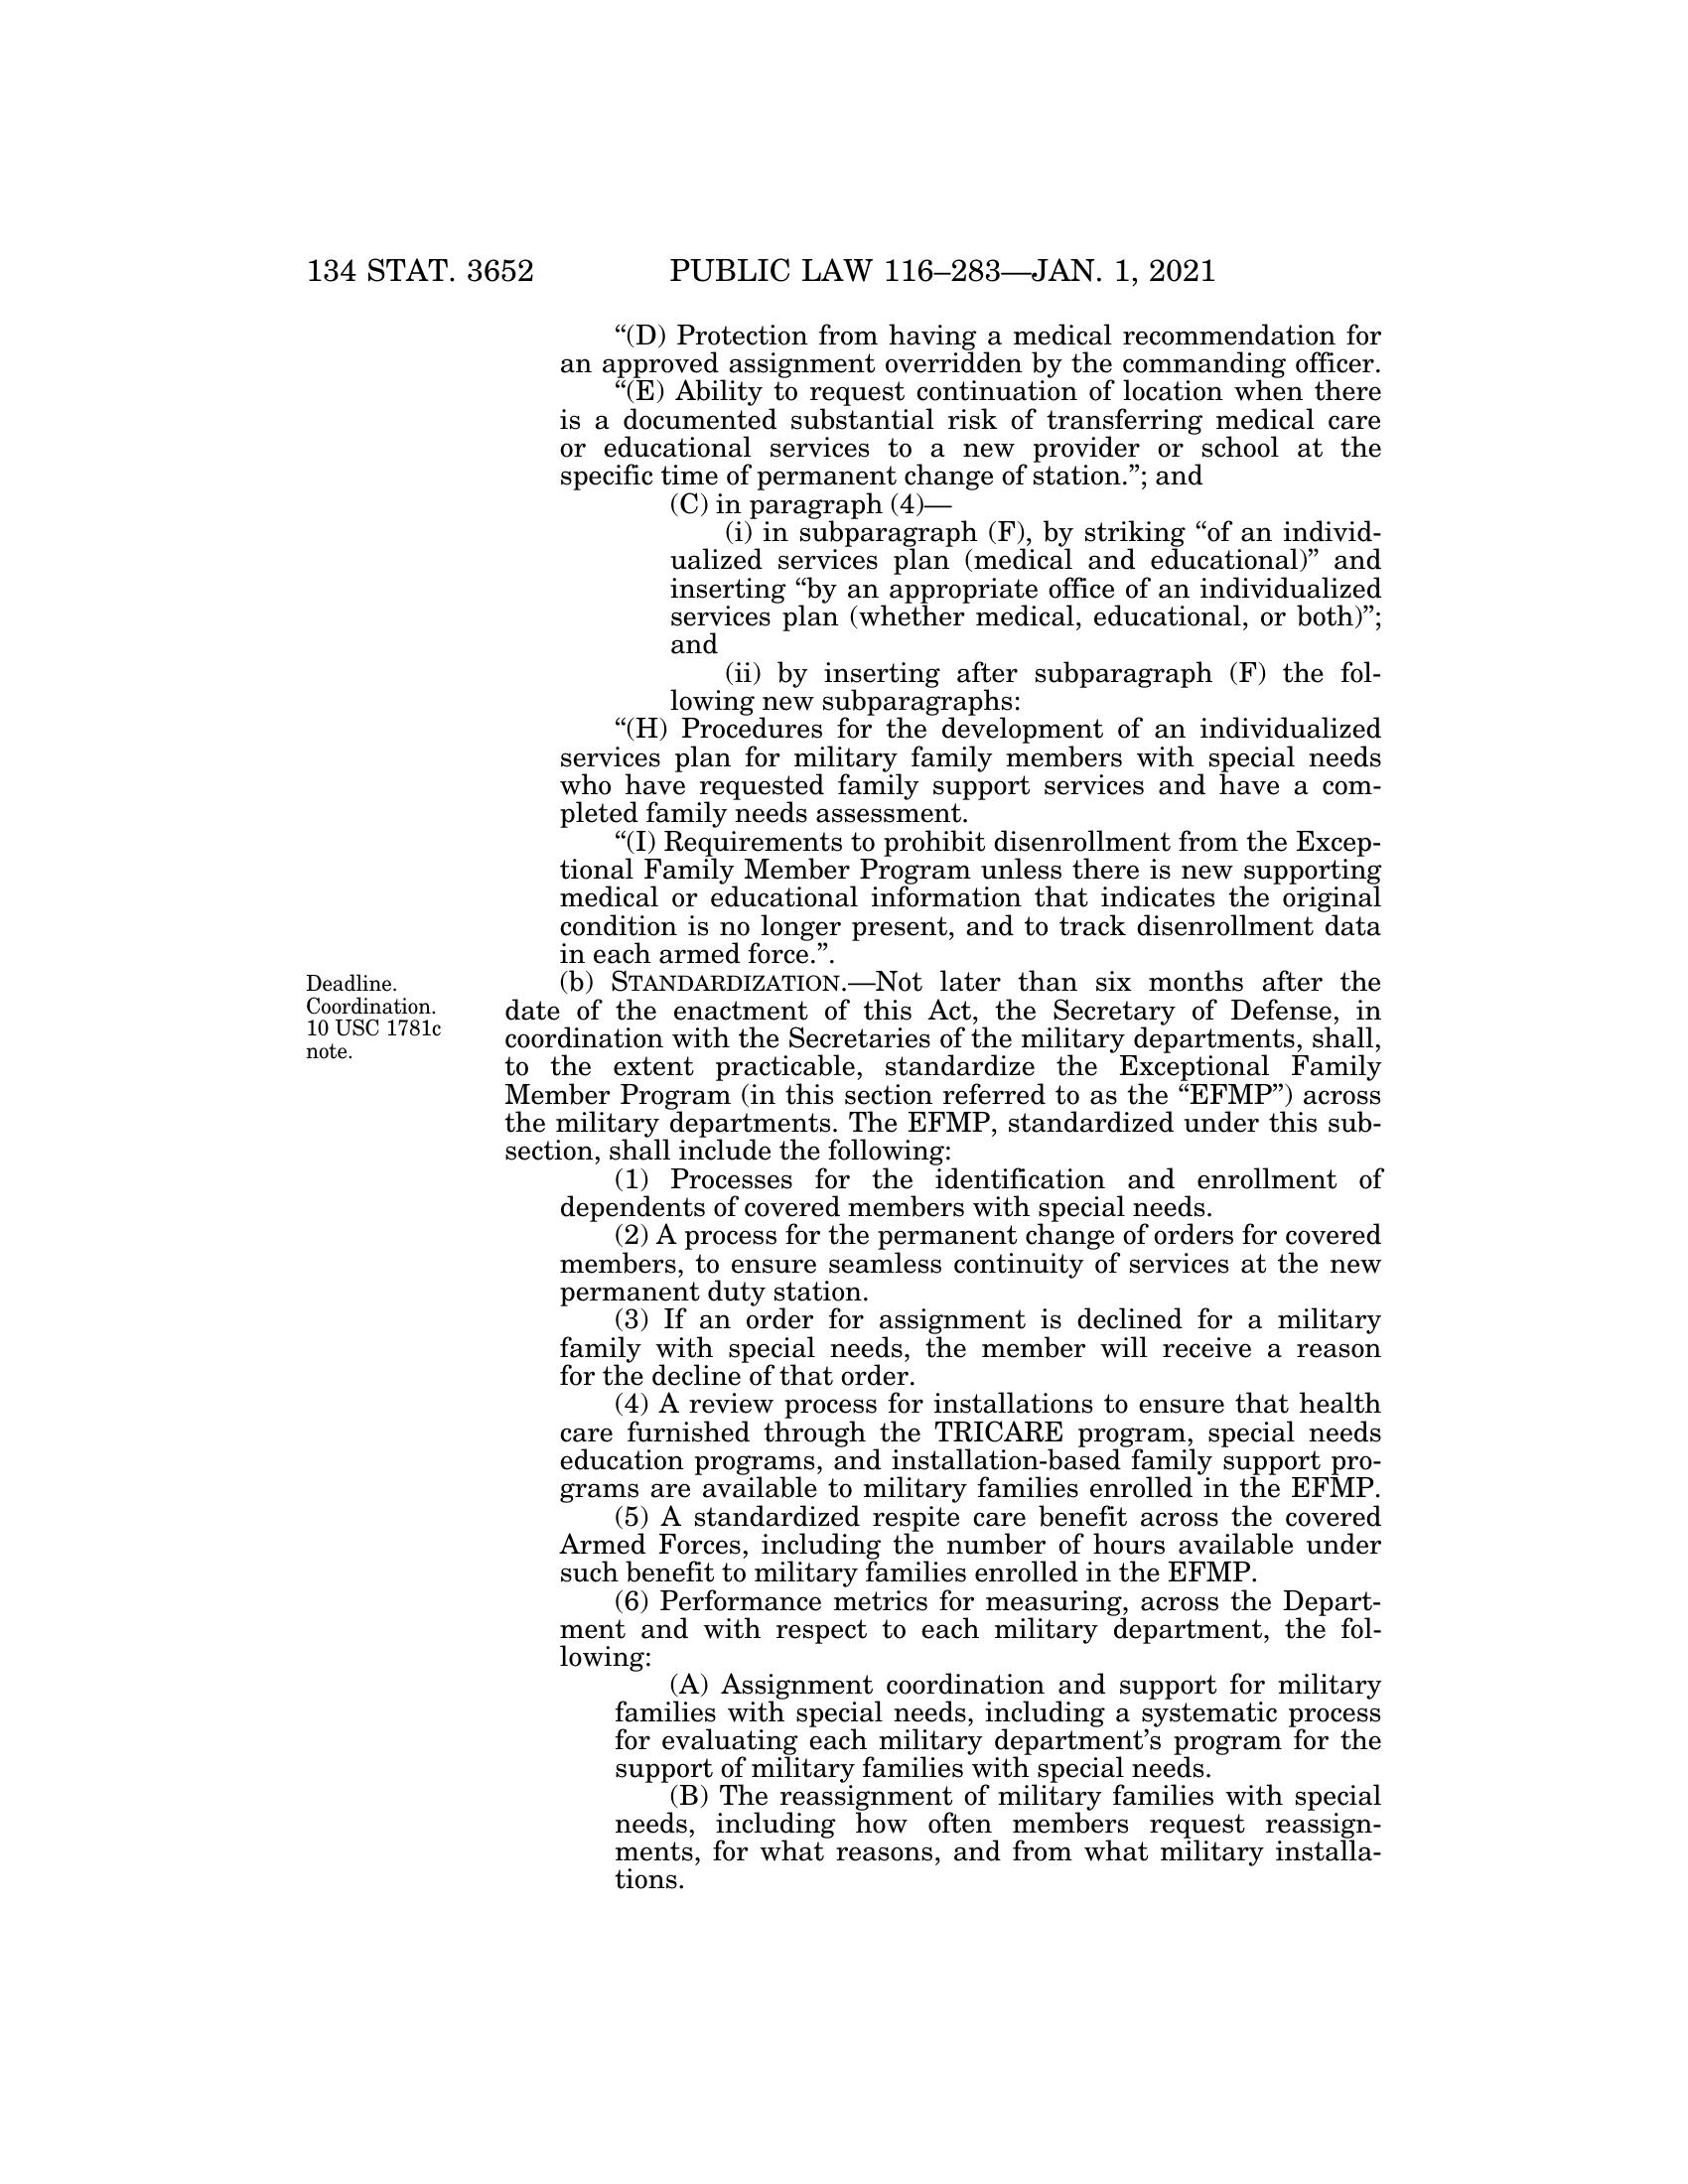 134 STAT. 3652 PUBLIC LAW 116–283—JAN. 1, 2021
“(D) Protection from having a medical recommendation for
an approved assignment overridden by the commanding officer.
“(E) Ability to request continuation of location when there
is a documented substantial risk of transferring medical care
or educational services to a new provider or school at the
specific time of permanent change of station.”; and
(C) in paragraph (4)—
(i) in subparagraph (F), by striking “of an individ-
ualized services plan (medical and educational)” and
inserting “by an appropriate office of an individualized
services plan (whether medical, educational, or both)”;
and
(ii) by inserting after subparagraph (F) the fol-
lowing new subparagraphs:
“(H) Procedures for the development of an individualized
services plan for military family members with special needs
who have requested family support services and have a com-
pleted family needs assessment.
“(I) Requirements to prohibit disenrollment from the Excep-
tional Family Member Program unless there is new supporting
medical or educational information that indicates the original
condition is no longer present, and to track disenrollment data
in each armed force.”.
Deadline.
Coordination.
10 USC 1781c
note.
(b) STANDARDIZATION.—Not later than six months after the
date of the enactment of this Act, the Secretary of Defense, in
coordination with the Secretaries of the military departments, shall,
to the extent practicable, standardize the Exceptional Family
Member Program (in this section referred to as the “EFMP”) across
the military departments. The EFMP, standardized under this sub-
section, shall include the following:
(1) Processes for the identification and enrollment of
dependents of covered members with special needs.
(2) A process for the permanent change of orders for covered
members, to ensure seamless continuity of services at the new
permanent duty station.
(3) If an order for assignment is declined for a military
family with special needs, the member will receive a reason
for the decline of that order.
(4) A review process for installations to ensure that health
care furnished through the TRICARE program, special needs
education programs, and installation-based family support pro-
grams are available to military families enrolled in the EFMP.
(5) A standardized respite care benefit across the covered
Armed Forces, including the number of hours available under
such benefit to military families enrolled in the EFMP.
(6) Performance metrics for measuring, across the Depart-
ment and with respect to each military department, the fol-
lowing:
(A) Assignment coordination and support for military
families with special needs, including a systematic process
for evaluating each military department’s program for the
support of military families with special needs.
(B) The reassignment of military families with special
needs, including how often members request reassign-
ments, for what reasons, and from what military installa-
tions.